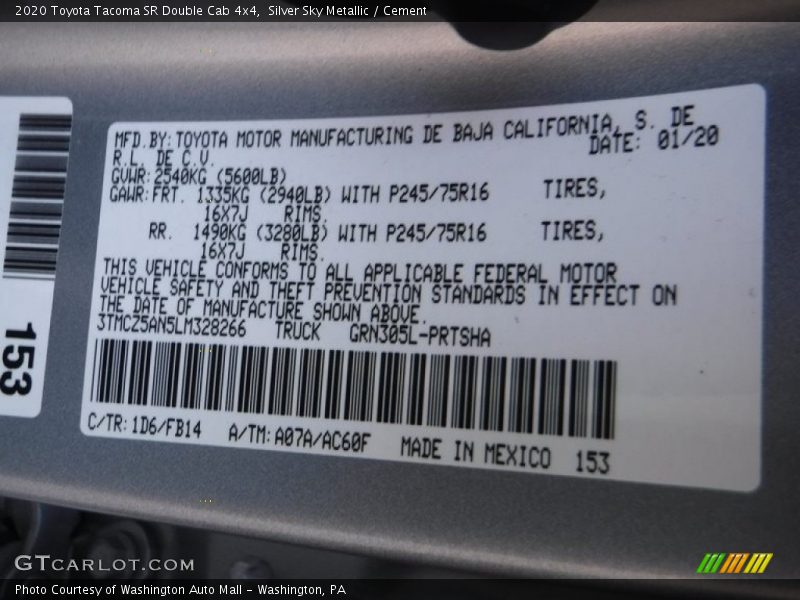 2020 Toyota Tacoma SR Double Cab 4x4,  Silver Sky Metallic / Cement
MFD.BY:TOYOTA MOTOR MANUFACTURING DE BAJA CALIFORNIA, S. DE
R.L. DE C.V.
DATE: 01/20
GVWR:2540KG (5600LB)
GAWR:FRT. 1335KG (2940LB) WITH P245/75R16 TIRES,
16X7J RIMS.
RR. 1490KG (3280LB) WITH P245/75R16 TIRES,
16X7J RIMS.
THIS VEHICLE CONFORMS TO ALL APPLICABLE FEDERAL MOTOR
VEHICLE SAFETY AND THEFT PREVENTION STANDARDS IN EFFECT ON
THE DATE OF MANUFACTURE SHOWN ABOVE.
3TMCZ5AN5LM328266 TRUCK GRN305L-PRTSHA
C/TR:1D6/FB14 A/TM:A07A/AC60F MADE IN MEXICO 153
153
GTCARLOT.COM
Photo Courtesy of Washington Auto Mall - Washington, PA